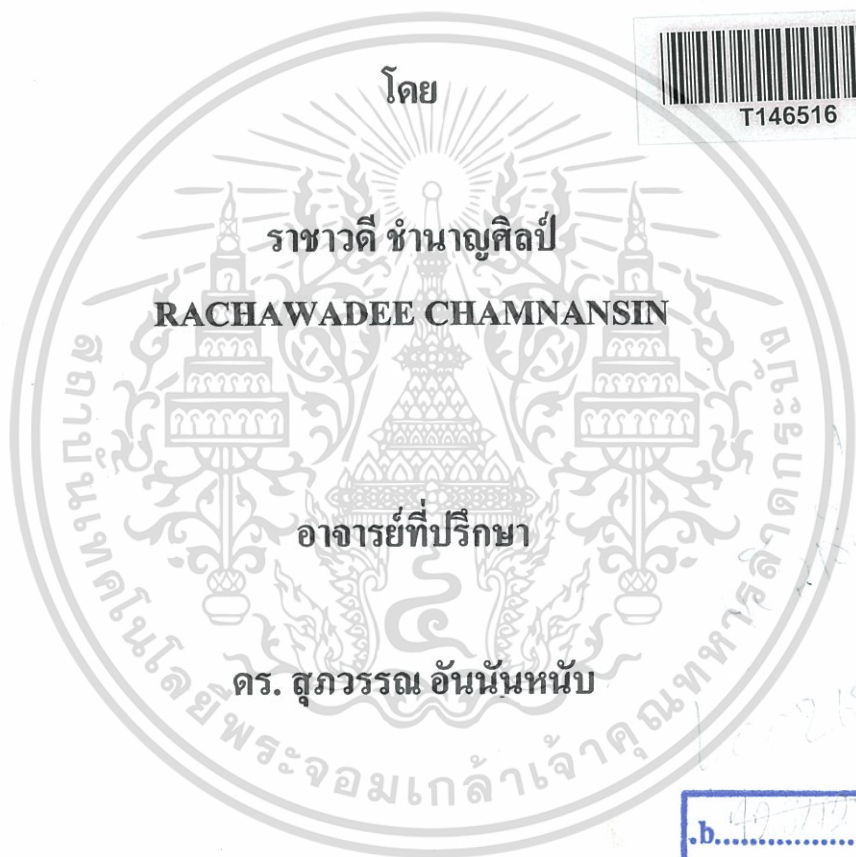 โดย
T146516
ราชาวดี ชำนาญศิลป์
RACHAWADEE CHAMNANSIN
อาจารย์ที่ปรึกษา
ดร. สุภวรรณ อันนันหนับ
สถาบันเทคโนโลยีพระจอมเกล้าเจ้าคุณทหารลาดกระบัง
.b.